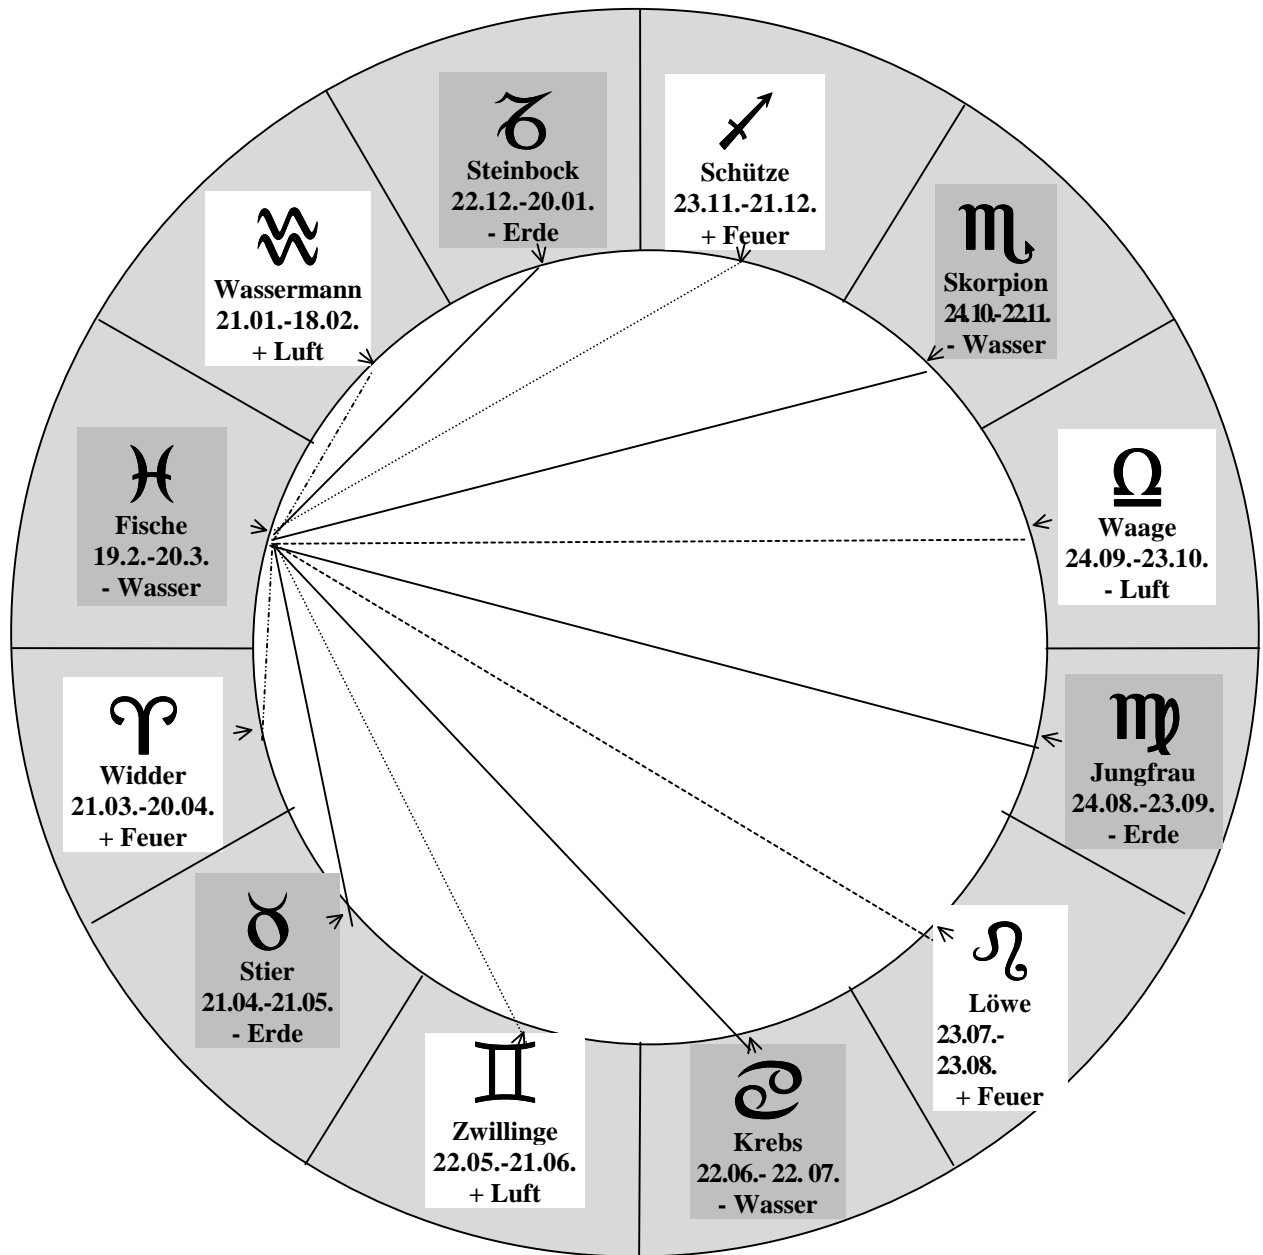 Steinbock
22.12.-20.01.
- Erde
Schütze
23.11.-21.12.
+ Feuer
Skorpion
24.10.-22.11.
- Wasser
Wassermann
21.01.-18.02.
+ Luft
Fische
19.2.-20.3.
- Wasser
Waage
24.09.-23.10.
- Luft
Widder
21.03.-20.04.
+ Feuer
Jungfrau
24.08.-23.09.
- Erde
Stier
21.04.-21.05.
- Erde
Löwe
23.07.-
23.08.
+ Feuer
Zwillinge
22.05.-21.06.
+ Luft
Krebs
22.06.- 22. 07.
- Wasser